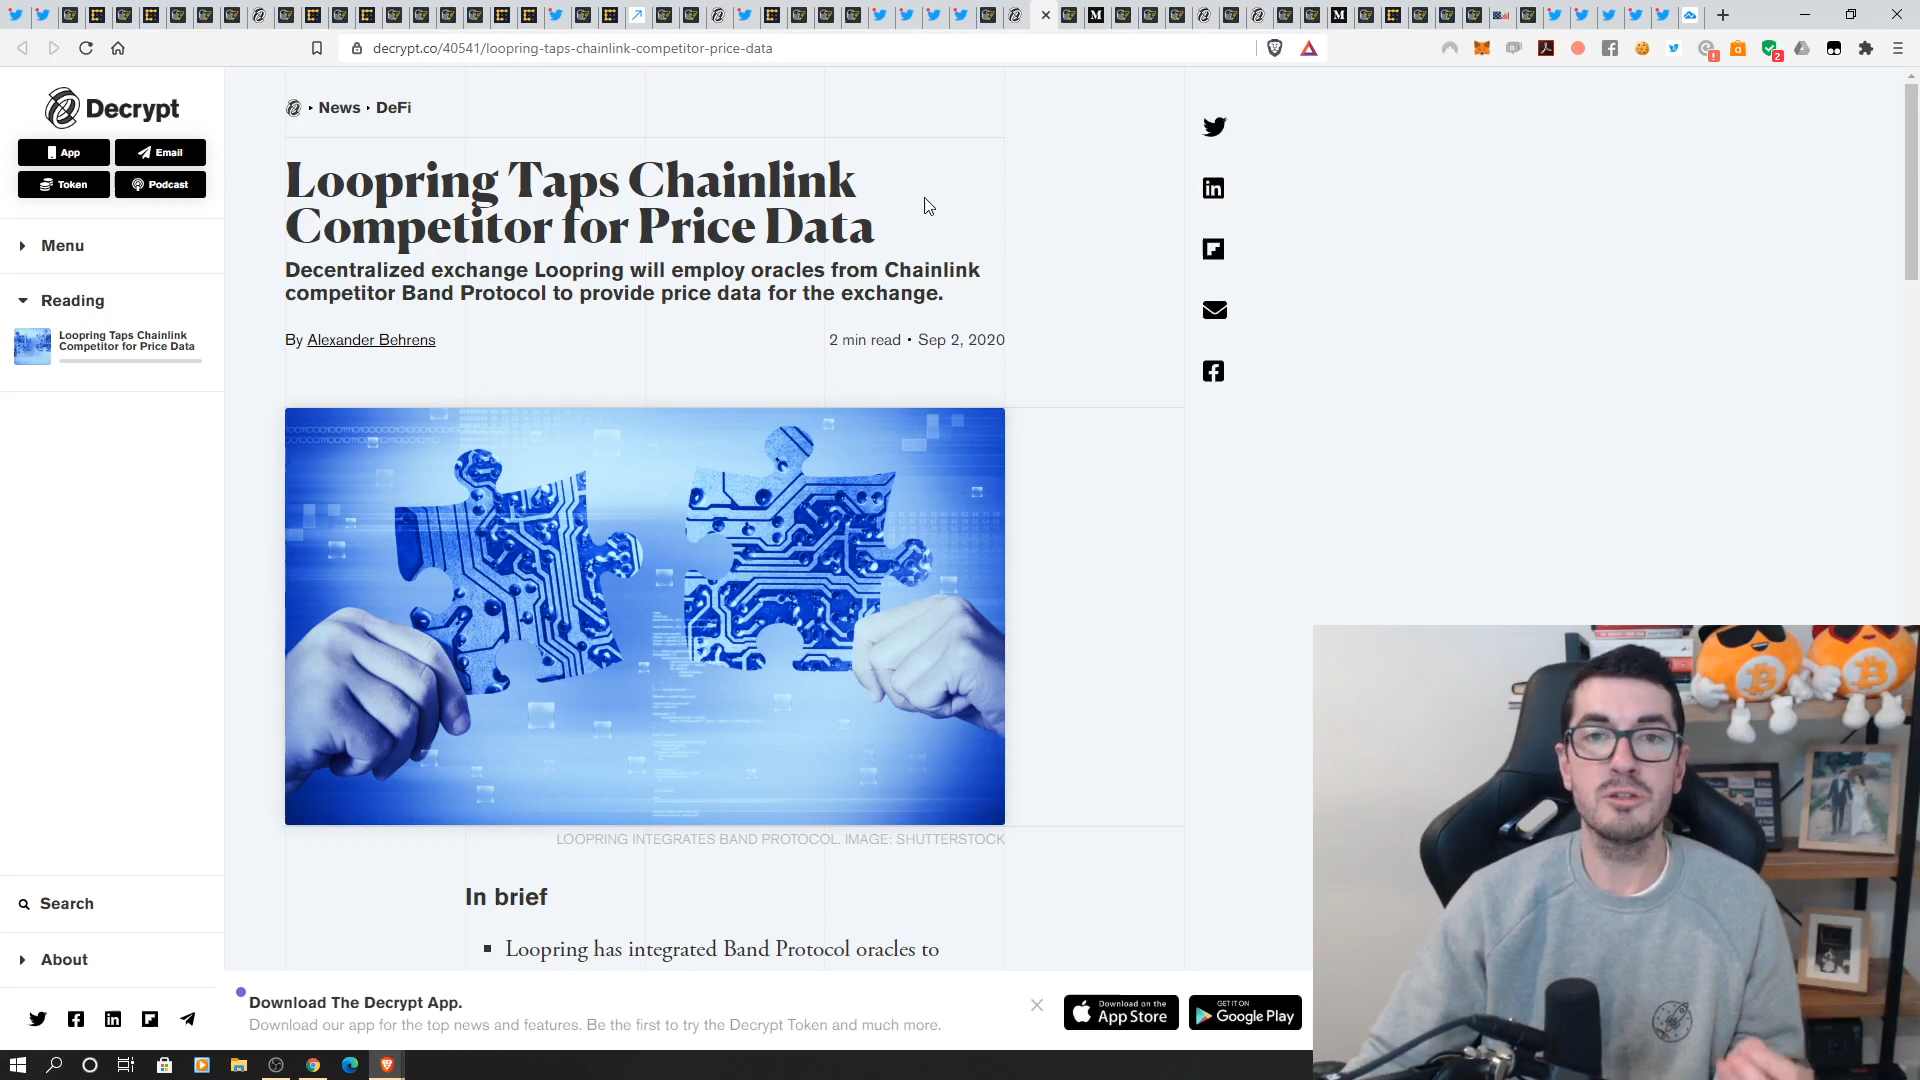 decrypt.co/40541/loopring-taps-chainlink-competitor-price-data
2
Decrypt
App
Email
Token
Podcast
Menu
Reading
Loopring Taps Chainlink
Competitor for Price Data
Search
About
News
DeFi
Loopring Taps Chainlink
Competitor for Price Data
Decentralized exchange Loopring will employ oracles from Chainlink
competitor Band Protocol to provide price data for the exchange.
By Alexander Behrens
2 min read • Sep 2, 2020
LOOPRING INTEGRATES BAND PROTOCOL. IMAGE: SHUTTERSTOCK
In brief
Loopring has integrated Band Protocol oracles to
Download The Decrypt App.
Download our app for the top news and features. Be the first to try the Decrypt Token and much more.
Download on the
App Store
GET IT ON
Google Play